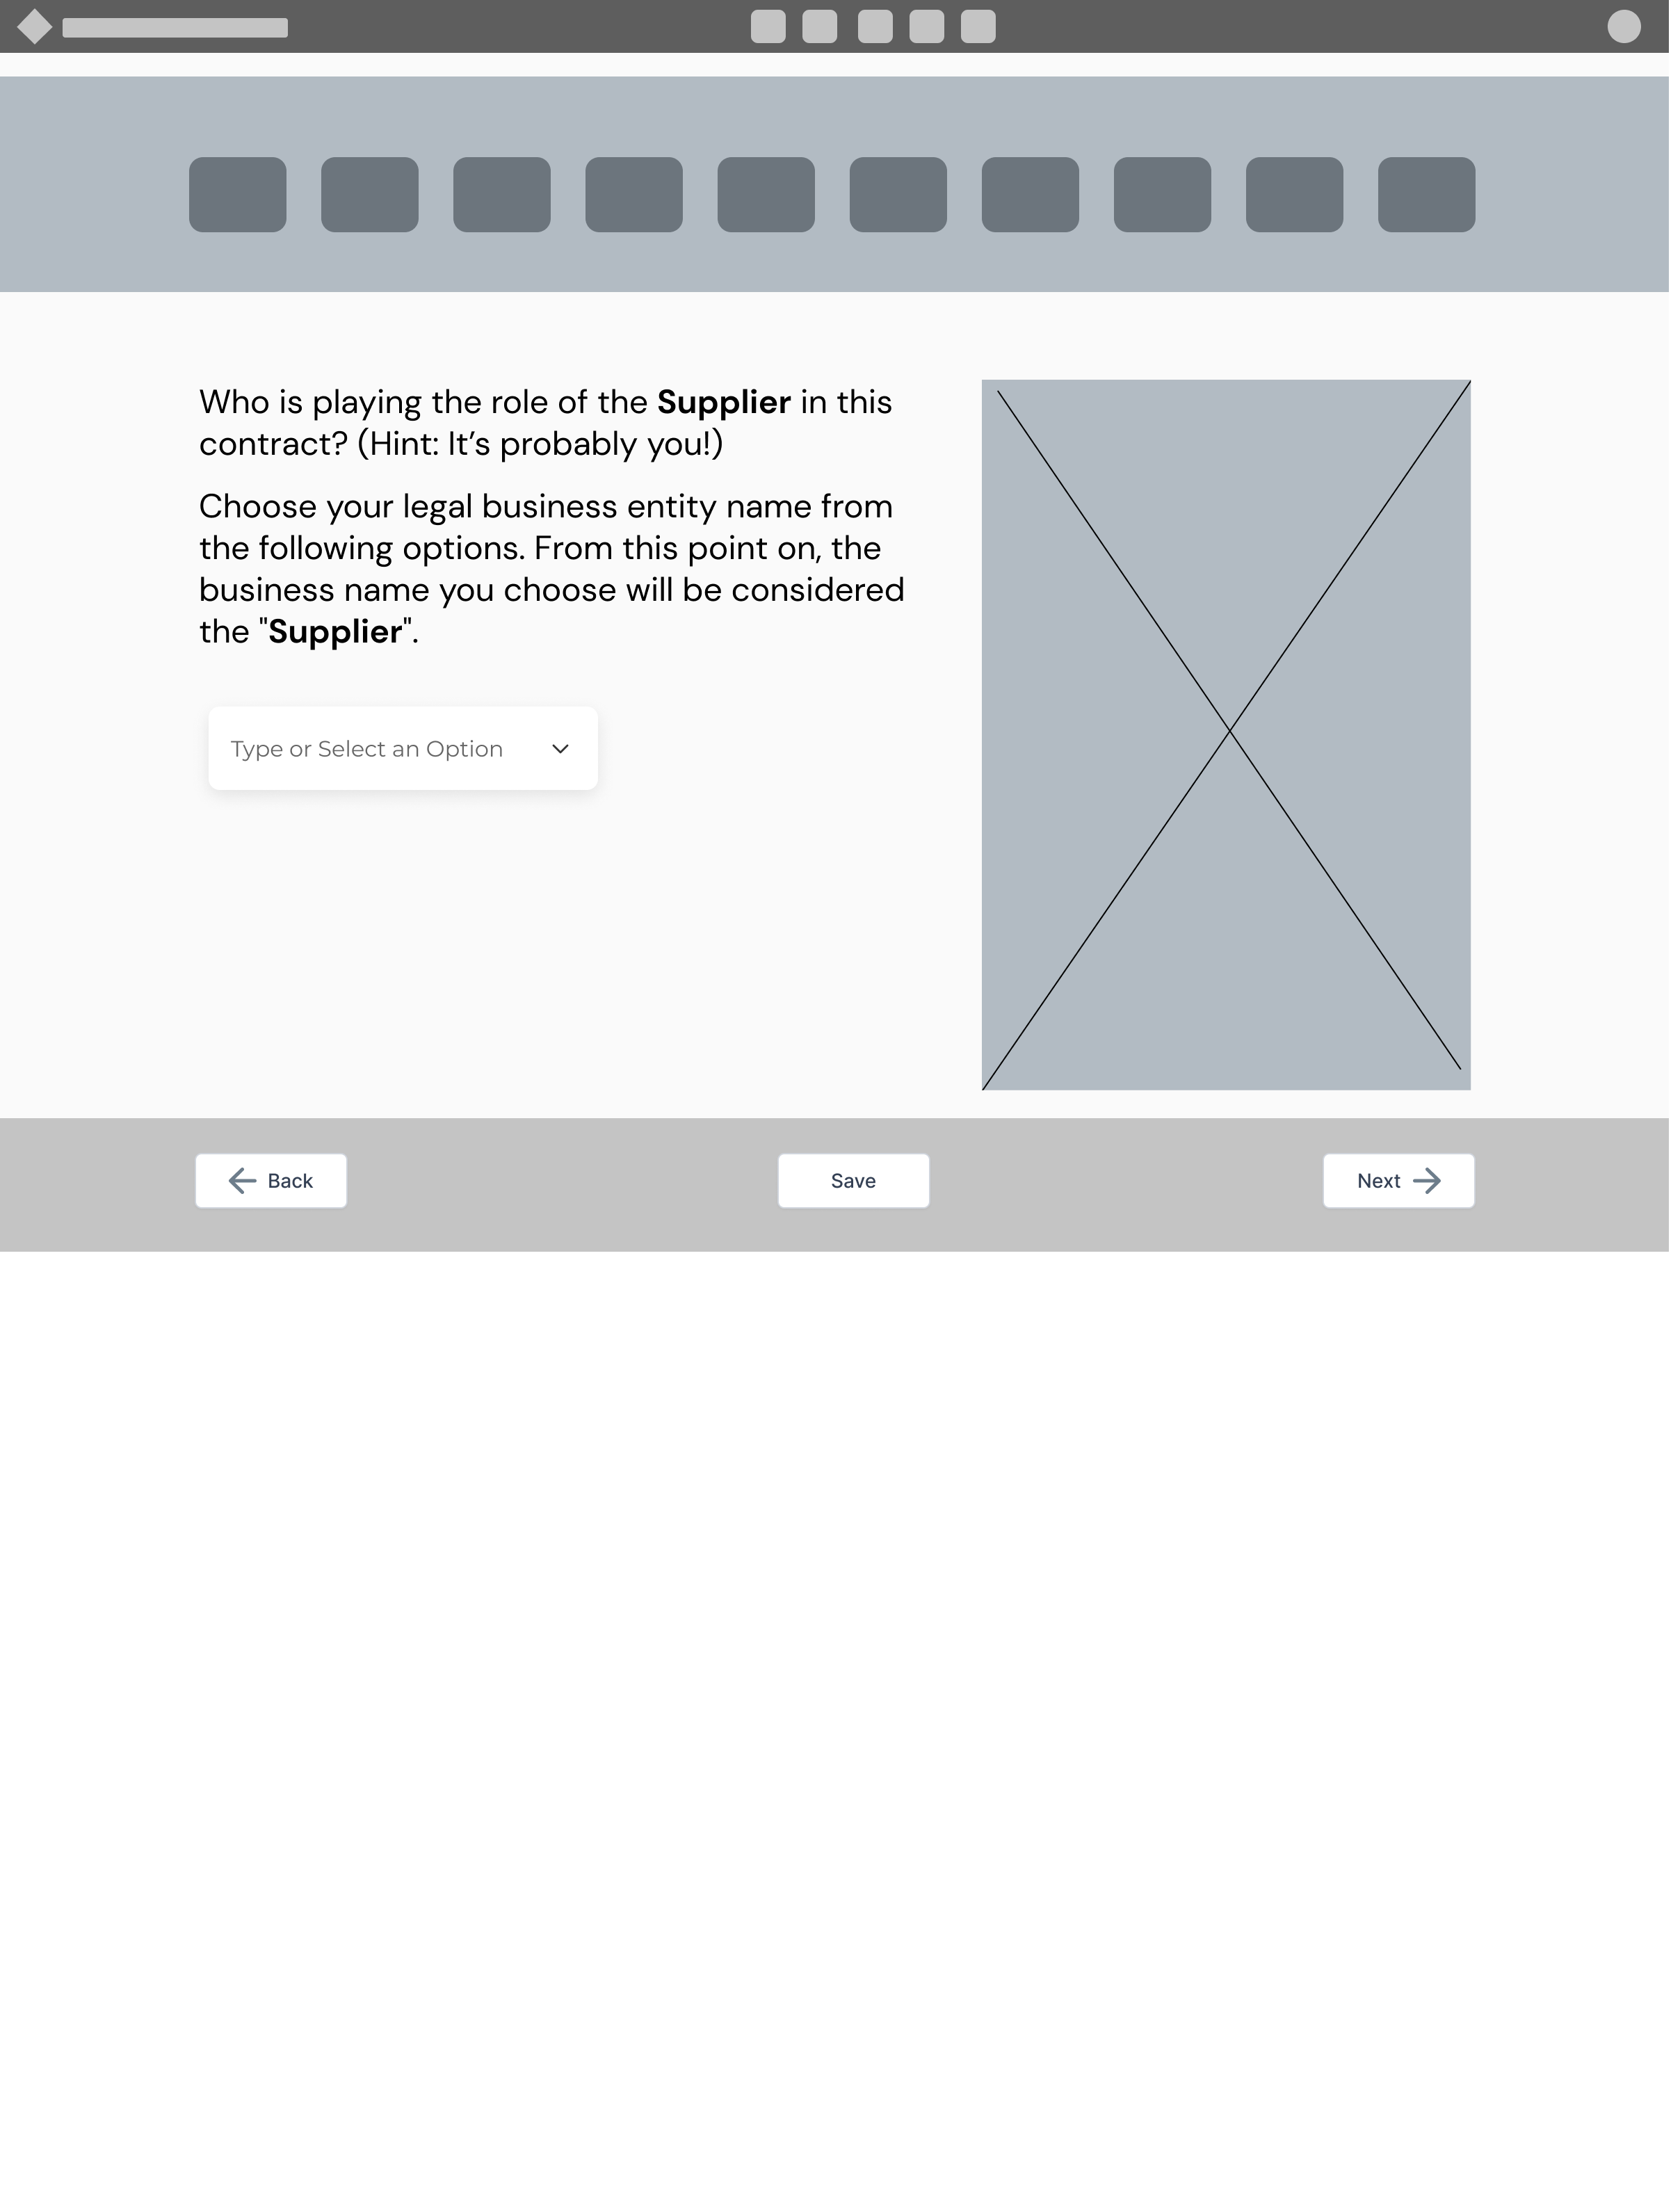 Who is playing the role of the Supplier in this
contract? (Hint: It’s probably you!)
Choose your legal business entity name from
the following options. From this point on, the
business name you choose will be considered
the "Supplier".
Type or Select an Option
Back
Save
Next